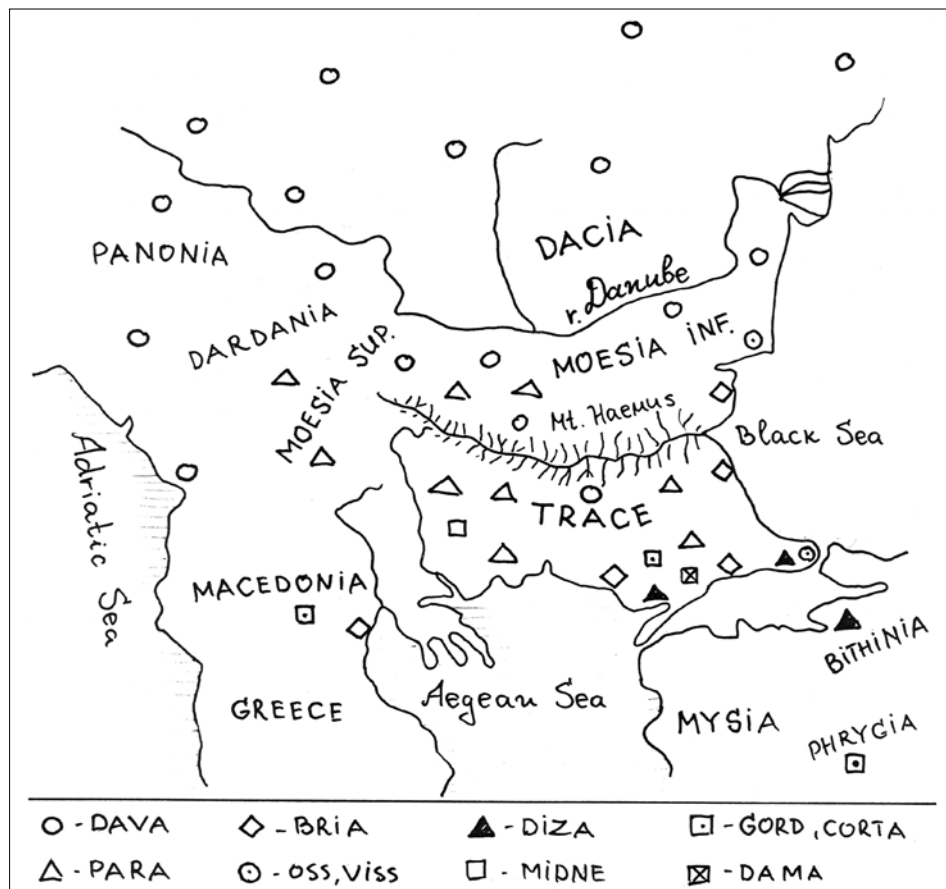 DACIA
PANONIA
r. Danube
DARDANIA
MOESIA INF.
MOESIA SUP.
Mt. Haemus
Black Sea
Adriatic Sea
TRACE
MACEDONIA
BITHINIA
Aegean Sea
GREECE
MYSIA
PHRYGIA
- DAVA
- BRIA
- DIZA
- GORD, CORTA
- PARA
- OSS, VISS
- MIDNE
- DAMA